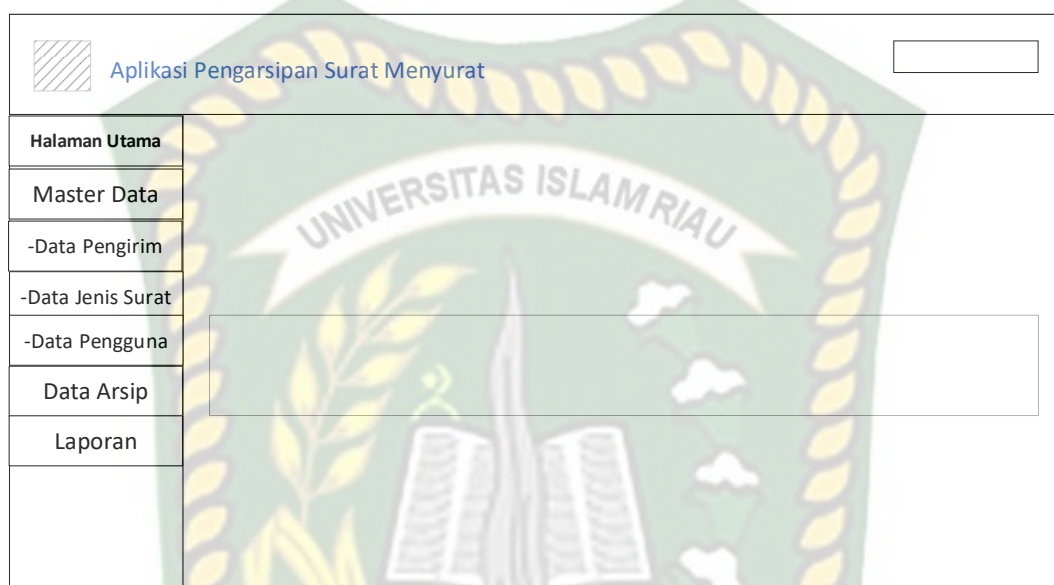 Aplikasi Pengarsipan Surat Menyurat
Halaman Utama
Master Data
-Data Pengirim
-Data Jenis Surat
-Data Pengguna
Data Arsip
Laporan
UNIVERSITAS ISLAM RIAU